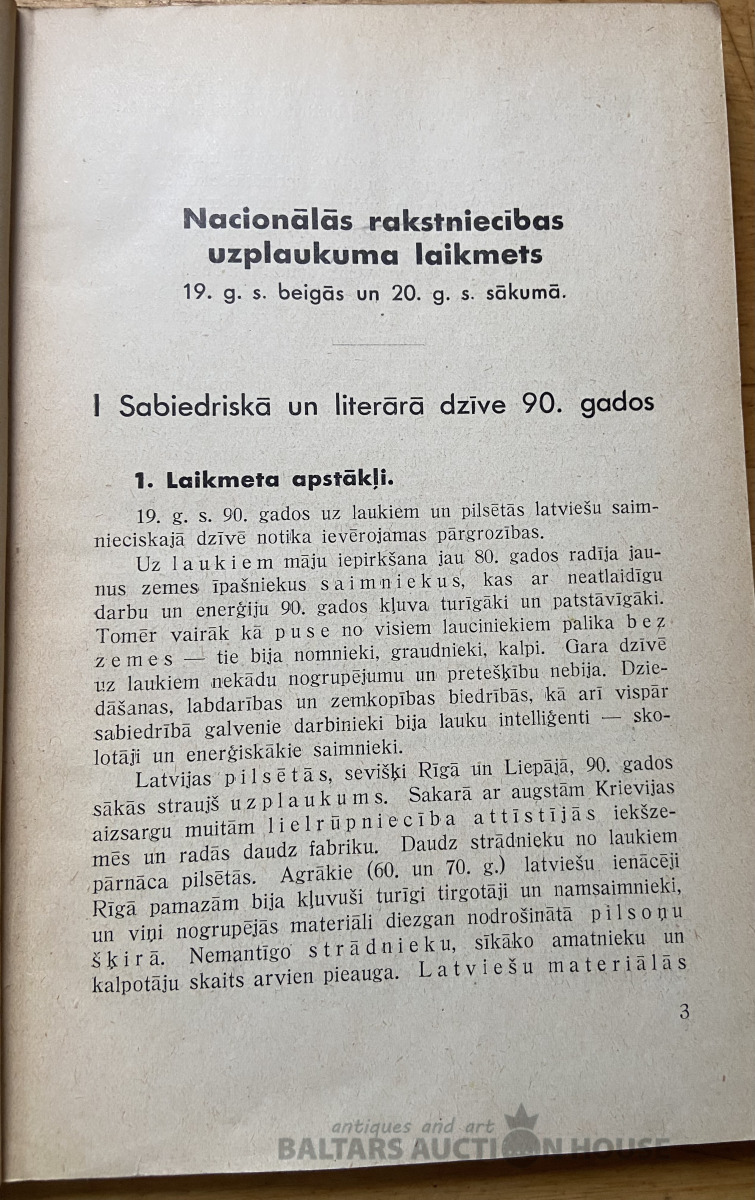 Nacionālās rakstniecības
uzplaukuma laikmets
19. g. s. beigās un 20. g. s. sākumā.
I Sabiedriskā un literārā dzīve 90. gados
1. Laikmeta apstākļi.
19. g. s. 90. gados uz laukiem un pilsētās latviešu saim-
nieciskajā dzīvē notika ievērojamas pārgrozības.
Uz laukiem māju iepirkšana jau 80. gados radīja jau-
nus zemes īpašniekus saimniekus, kas ar neatlaidīgu
darbu un enerģiju 90. gados kļuva turīgāki un patstāvīgāki.
Tomēr vairāk kā puse no visiem lauciniekiem palika bez
zemes — tie bija nomnieki, graudnieki, kalpi. Gara dzīvē
uz laukiem nekādu nogrupējumu un pretešķību nebija. Dzie-
dāšanas, labdarības un zemkopības biedrībās, kā arī vispār
sabiedrībā galvenie darbinieki bija lauku intelliģenti — sko-
lotāji un enerģiskākie saimnieki.
Latvijas pilsētās, sevišķi Rīgā un Liepājā, 90. gados
sākās straujš uzplaukums. Sakarā ar augstām Krievijas
aizsargu muitām lielrūpniecība attīstījās iekšze-
mēs un radās daudz fabriku. Daudz strādnieku no laukiem
pārnāca pilsētās. Agrākie (60. un 70. g.) latviešu ienācēji
Rīgā pamazām bija kļuvuši turīgi tirgotāji un namsaimnieki,
un viņi nogrupējās materiāli diezgan nodrošinātā pilsoņu
šķirā. Nemantīgo strādnieku, sīkāko amatnieku un
kalpotāju skaits arvien pieauga. Latviešu materiālās
3
antiques and art
BALTARS AUCTION HOUSE